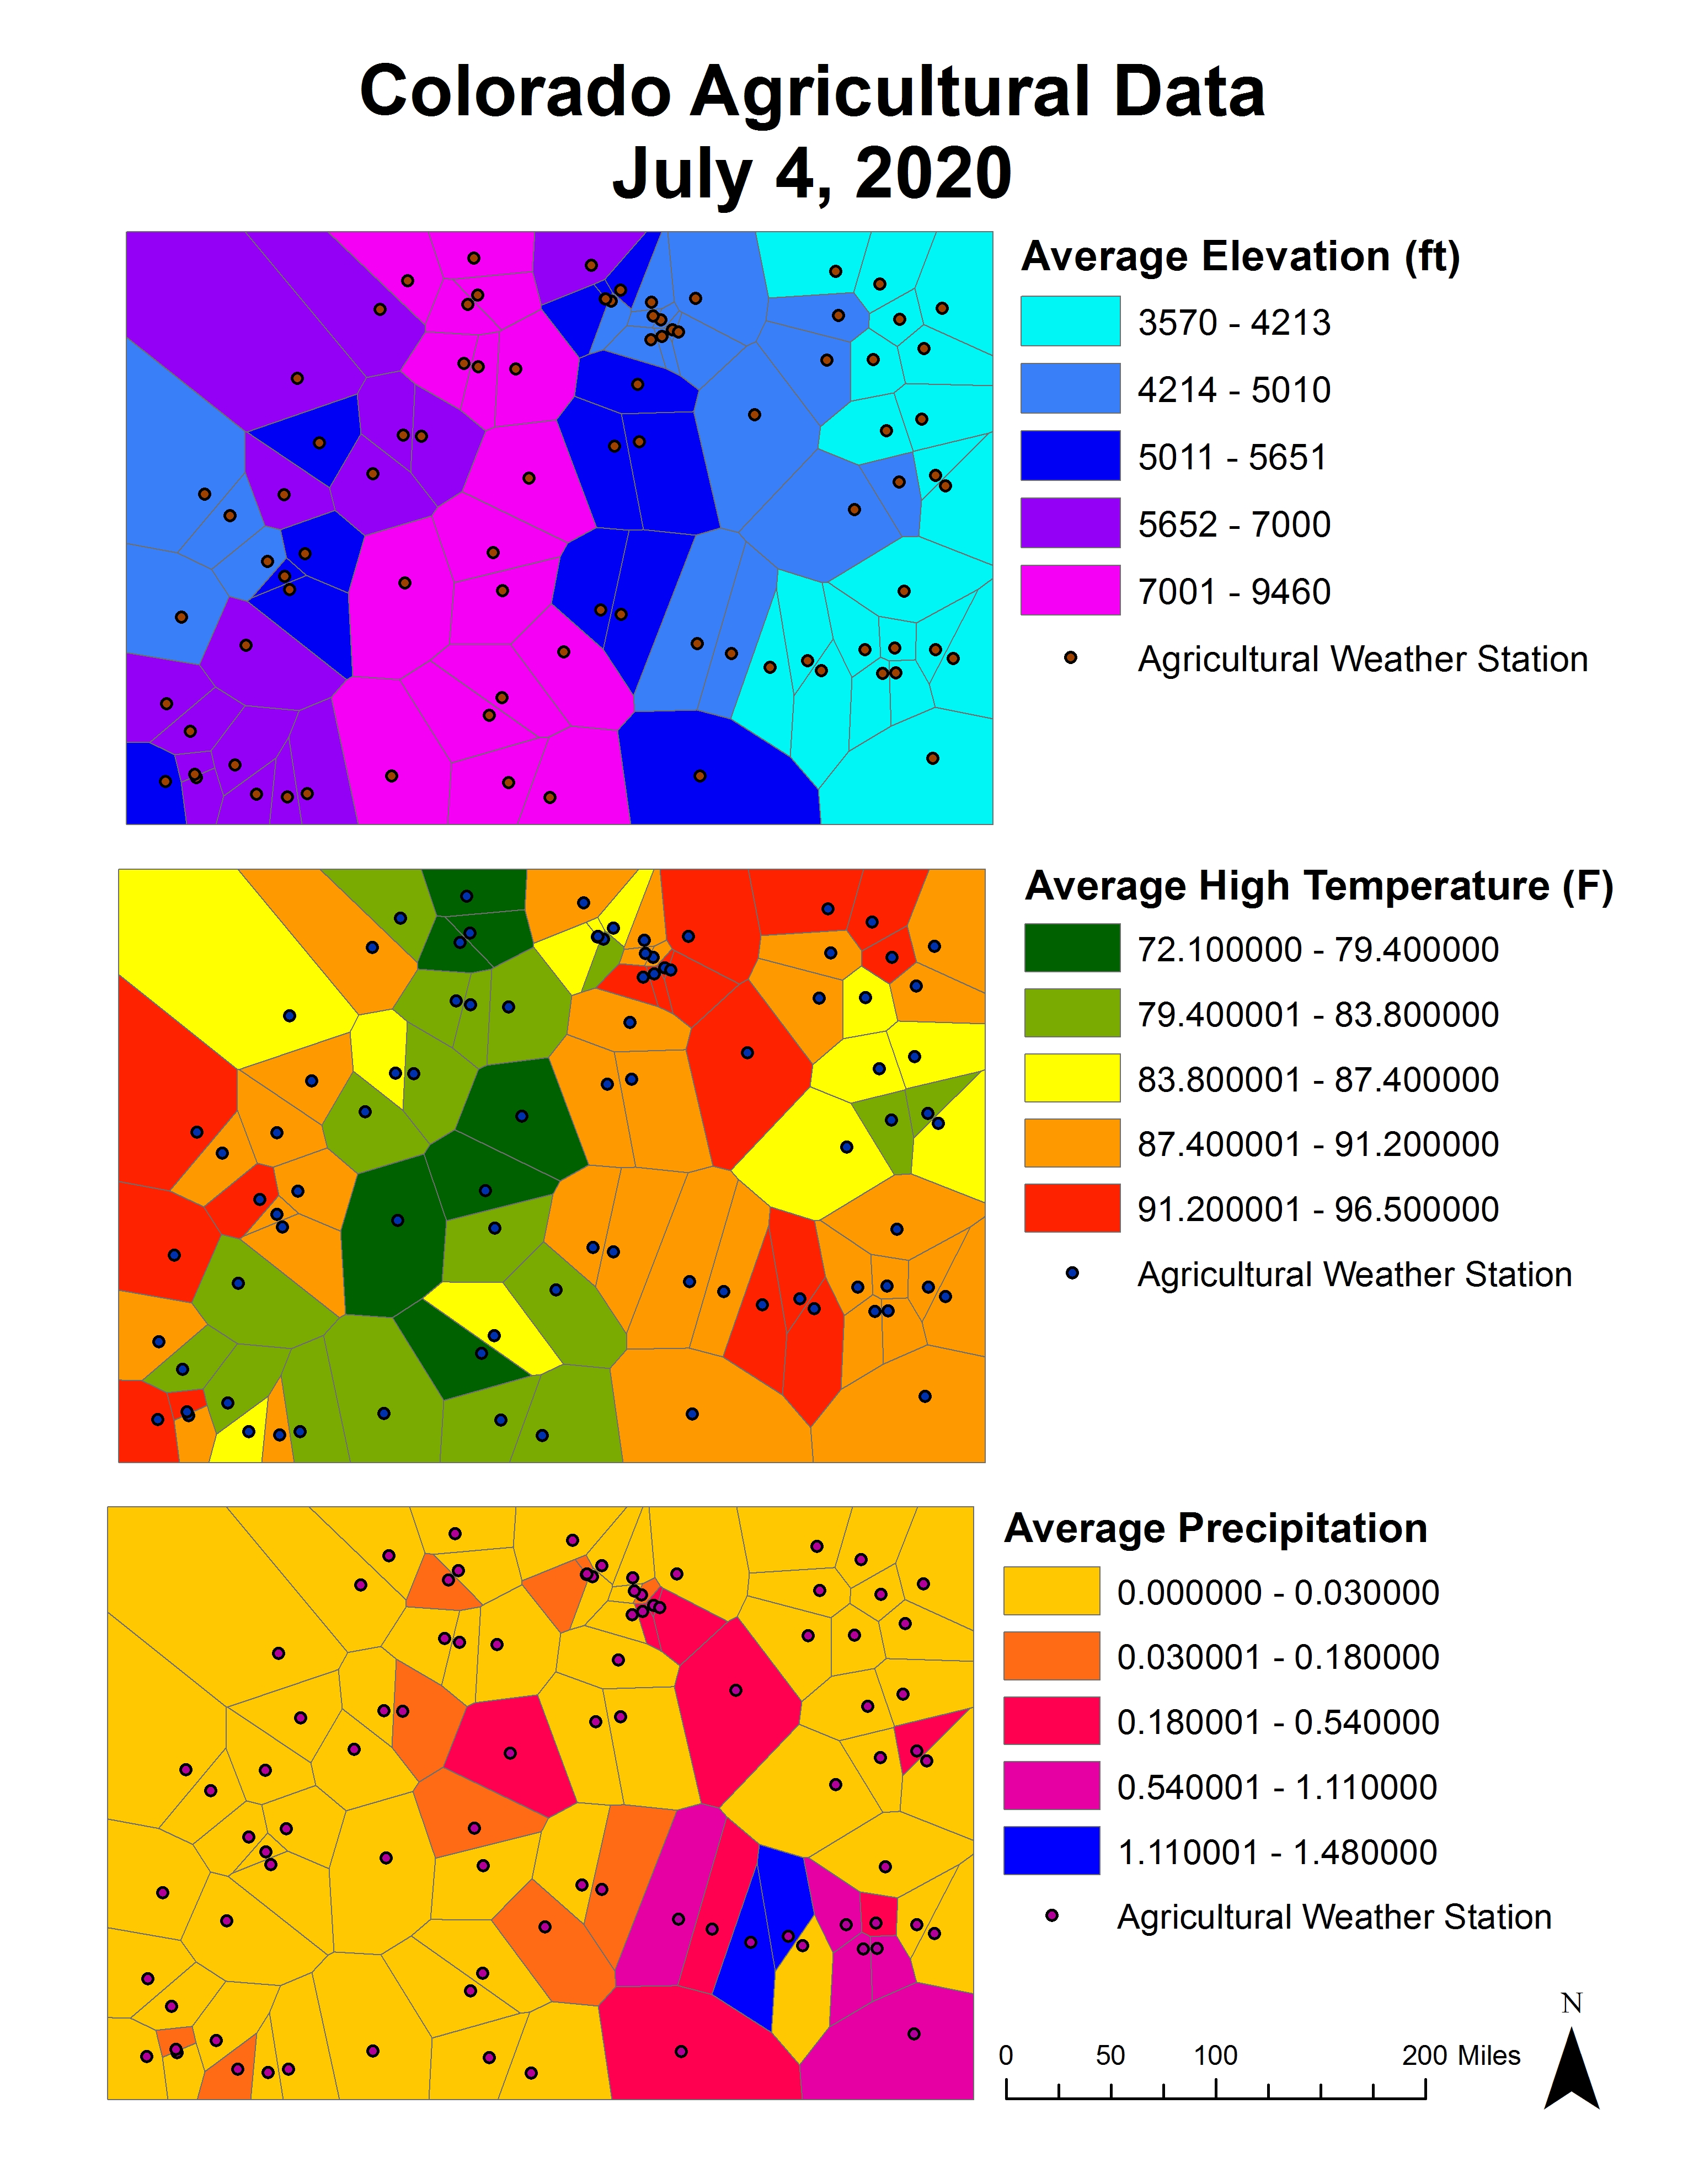 Colorado Agricultural Data
July 4, 2020
Average Elevation (ft)
3570 - 4213
4214 - 5010
5011 - 5651
5652 - 7000
7001 - 9460
Agricultural Weather Station
Average High Temperature (F)
72.100000 - 79.400000
79.400001 - 83.800000
83.800001 - 87.400000
87.400001 - 91.200000
91.200001 - 96.500000
Agricultural Weather Station
Average Precipitation
0.000000 - 0.030000
0.030001 - 0.180000
0.180001 - 0.540000
0.540001 - 1.110000
1.110001 - 1.480000
Agricultural Weather Station
N
0 50 100 200 Miles